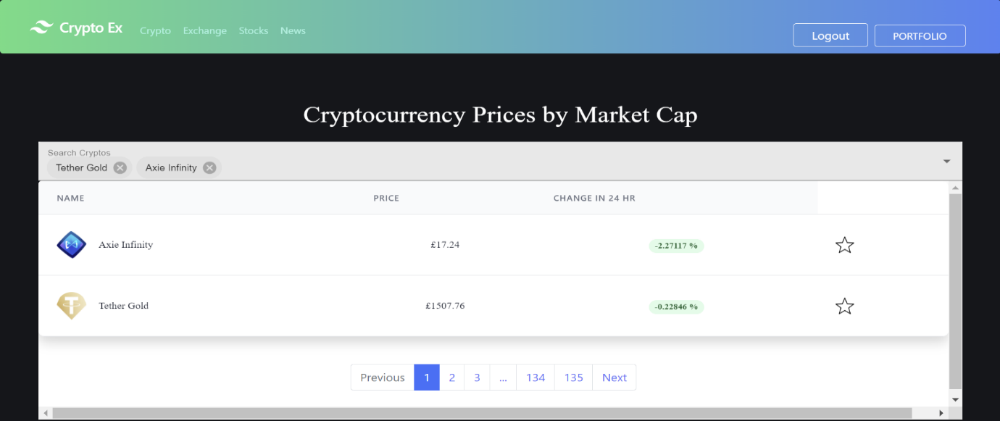 Crypto Ex Crypto Exchange Stocks News Logout PORTFOLIO
Cryptocurrency Prices by Market Cap
Search Cryptos
Tether Gold Axie Infinity
NAME PRICE CHANGE IN 24 HR
Axie Infinity £17.24 -2.27117 %
Tether Gold £1507.76 -0.22846 %
Previous 1 2 3 ... 134 135 Next